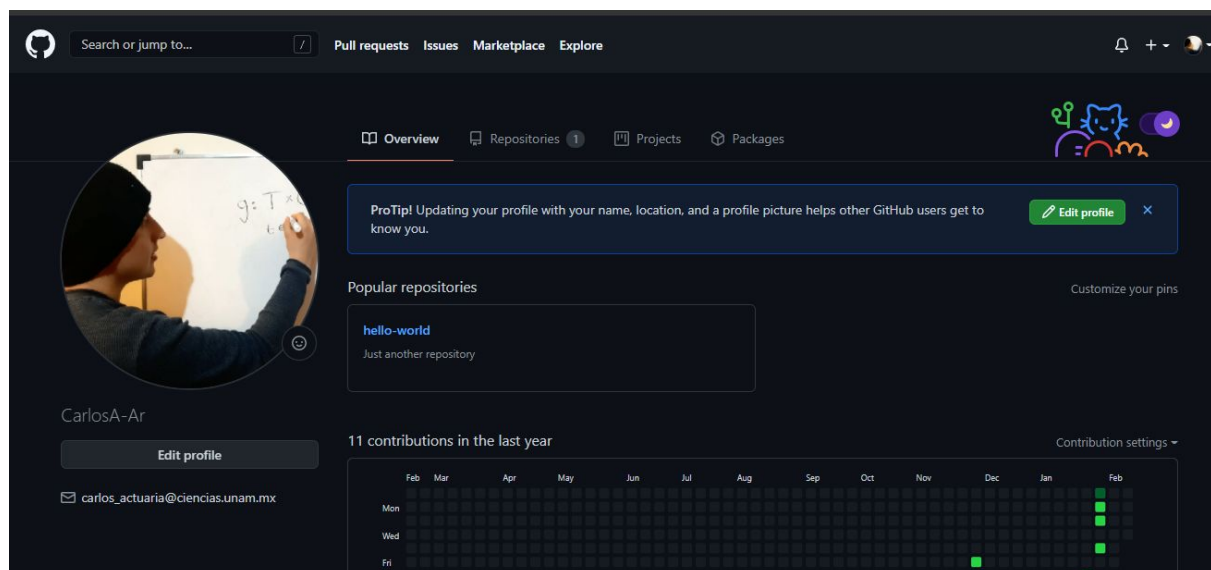 Search or jump to... /
Pull requests Issues Marketplace Explore
Overview Repositories 1 Projects Packages
g: T x
ProTip! Updating your profile with your name, location, and a profile picture helps other GitHub users get to
know you.
Edit profile
Popular repositories
Customize your pins
hello-world
Just another repository
CarlosA-Ar
Edit profile
carlos_actuaria@ciencias.unam.mx
11 contributions in the last year
Contribution settings
Feb Mar Apr May Jun Jul Aug Sep Oct Nov Dec Jan Feb
Mon
Wed
Fri